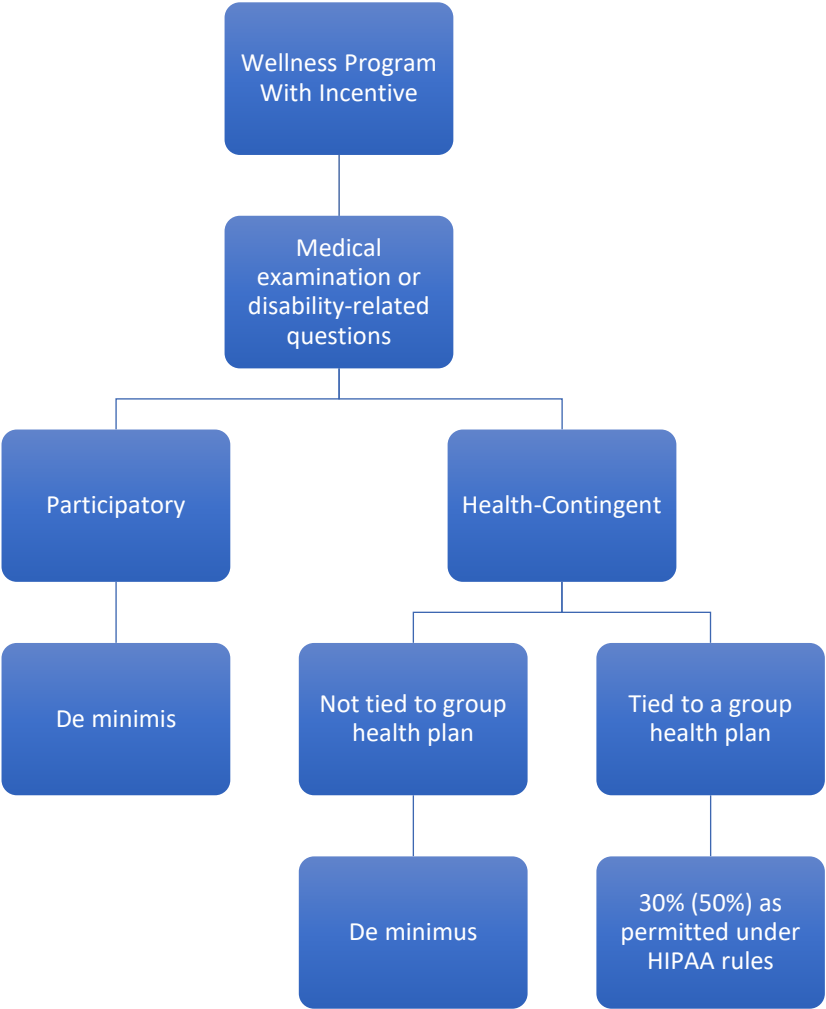 Wellness Program
With Incentive
Medical
examination or
disability-related
questions
Participatory
Health-Contingent
De minimis
Not tied to group
health plan
Tied to a group
health plan
De minimus
30% (50%) as
permitted under
HIPAA rules